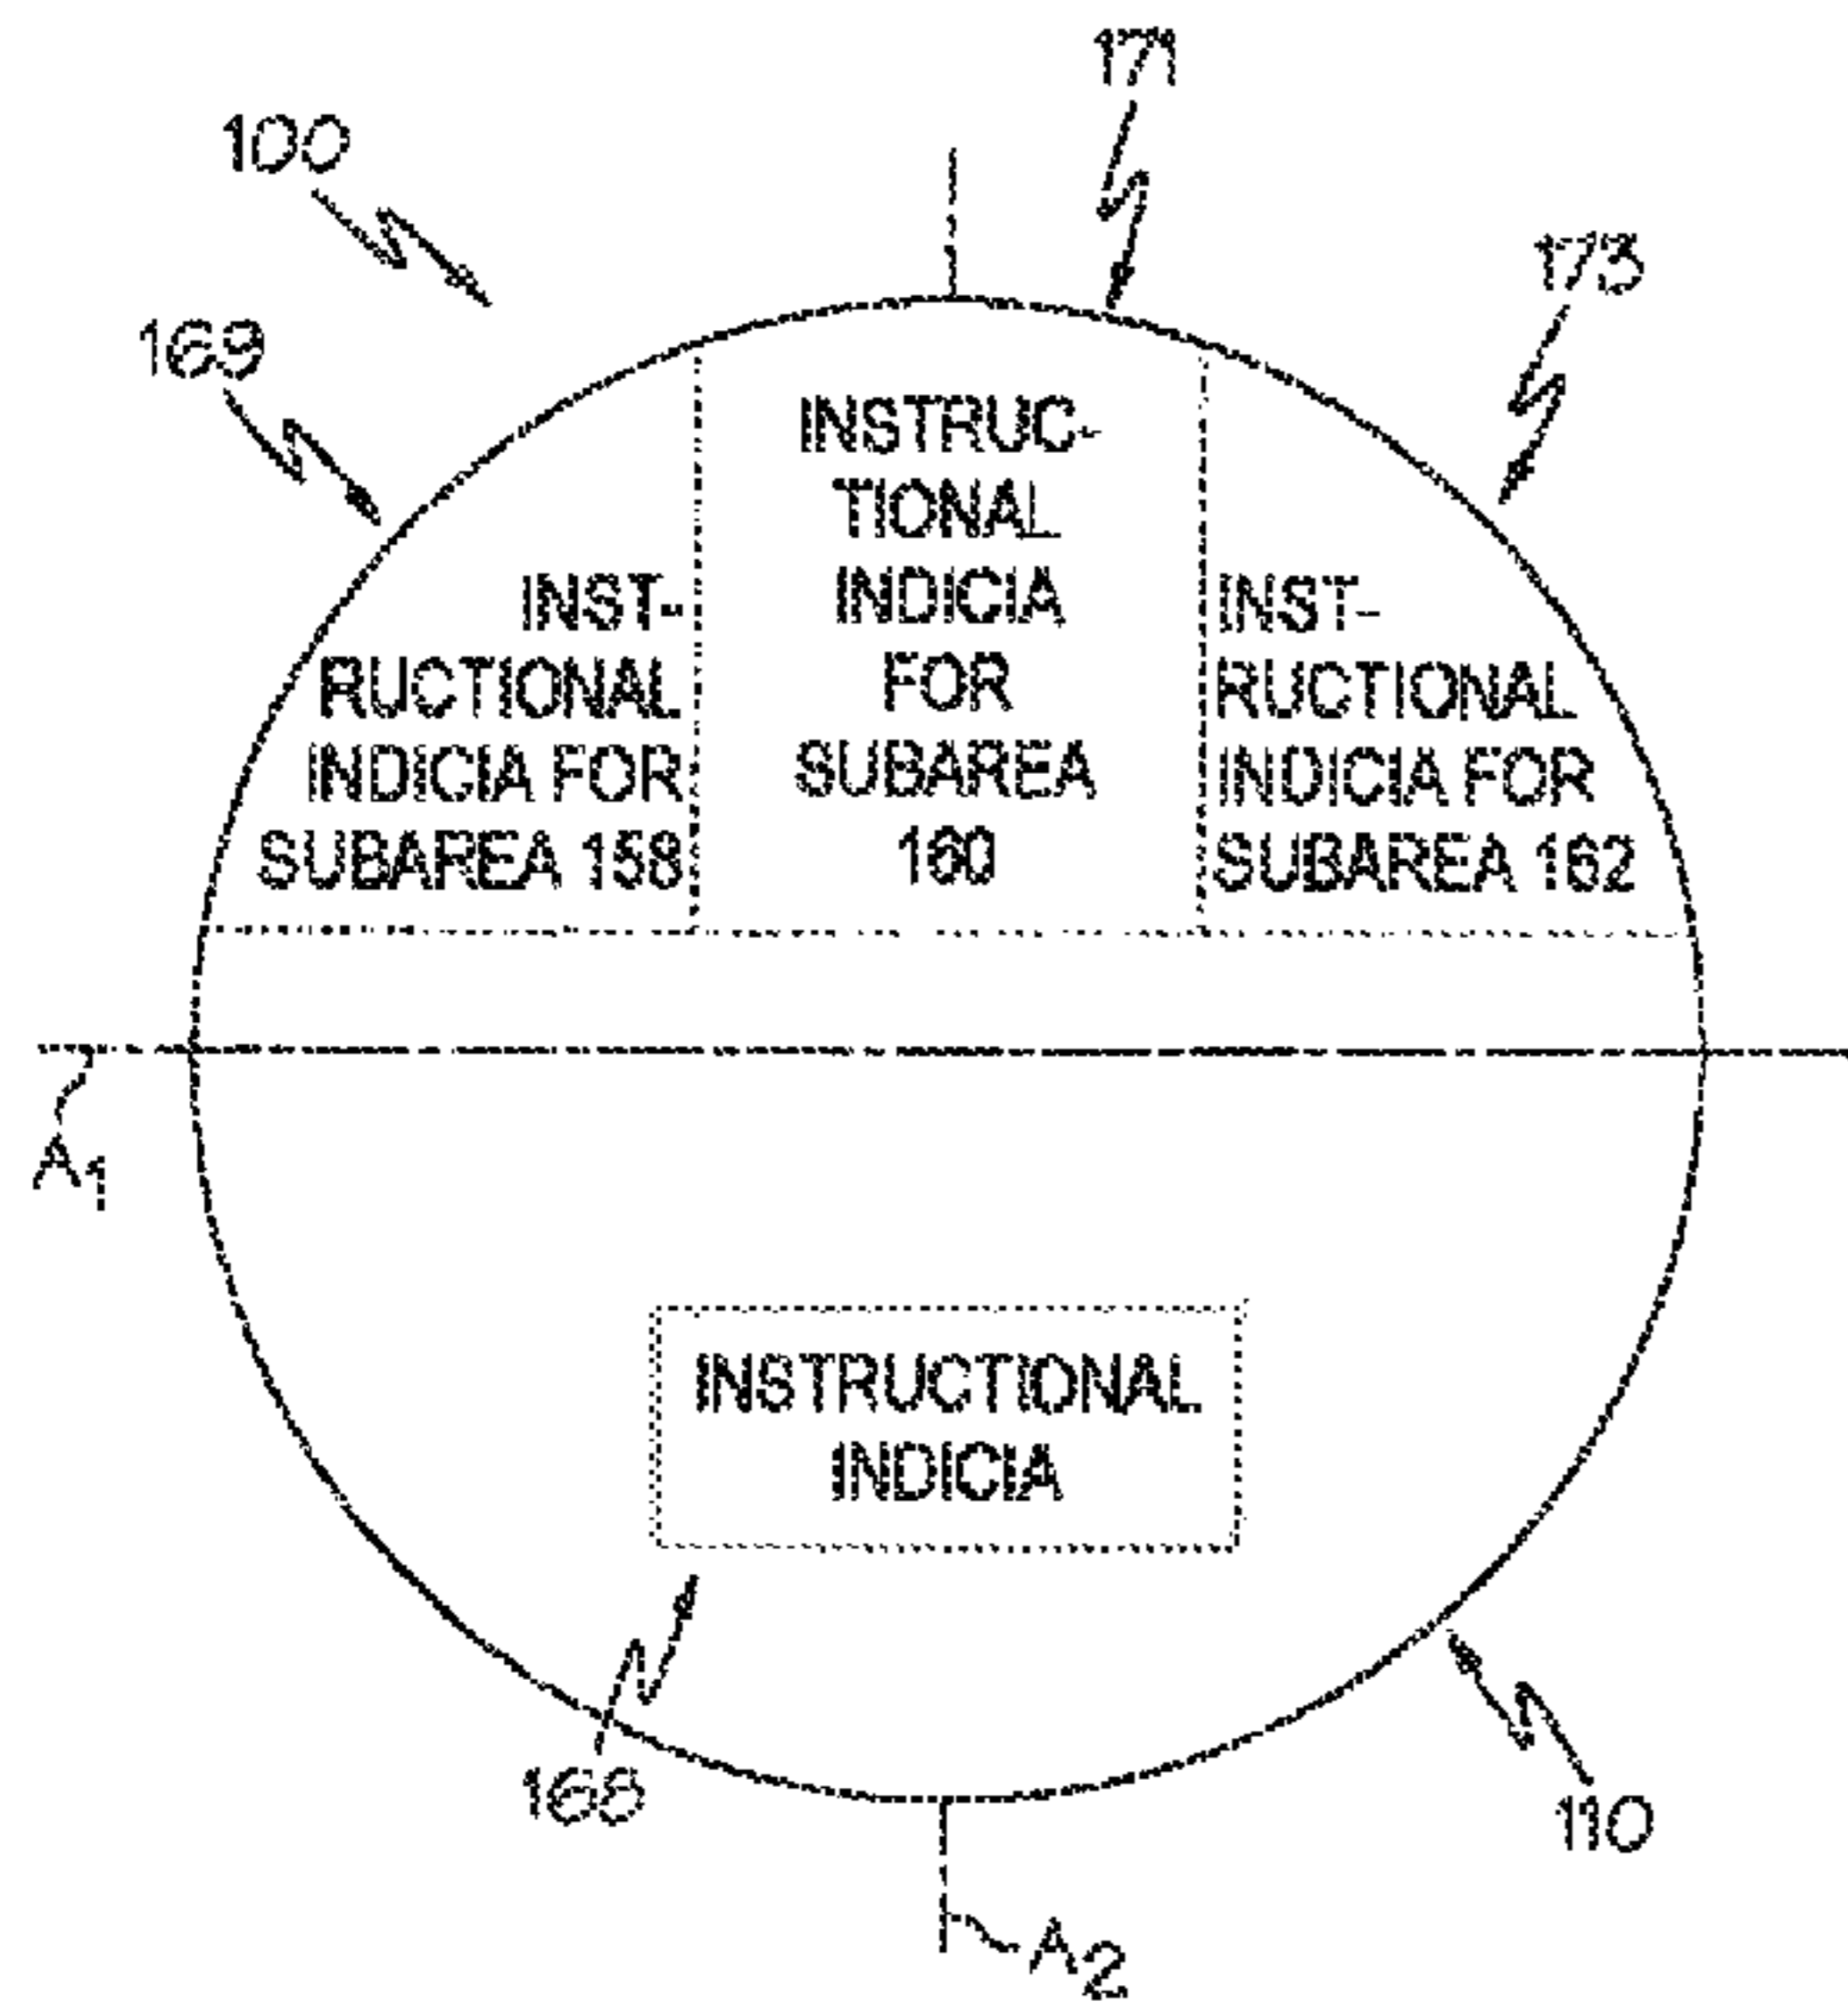 171
100
173
169
INSTRUC-
TIONAL
INDICIA
FOR
SUBAREA
160
INST-
RUCTIONAL
INDICIA FOR
SUBAREA 158
INST-
RUCTIONAL
INDICIA FOR
SUBAREA 162
A1
INSTRUCTIONAL
INDICIA
168
110
A2